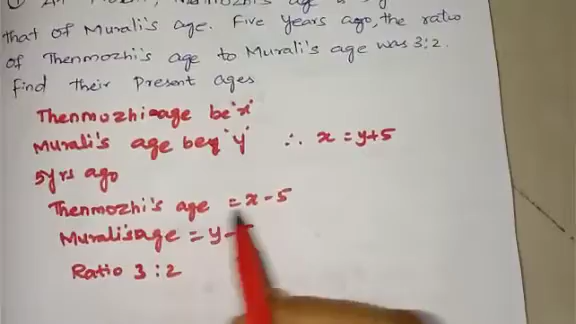 that of Murali's age. Five years ago, the ratio
of Thenmozhi's age to Murali's age was 3:2.
Find their Present ages
Thenmozhi age be 'x'
Murali's age bey 'y' ∴ x = y+5
5yrs ago
Thenmozhi's age = x - 5
Murali's age = y -
Ratio 3 : 2